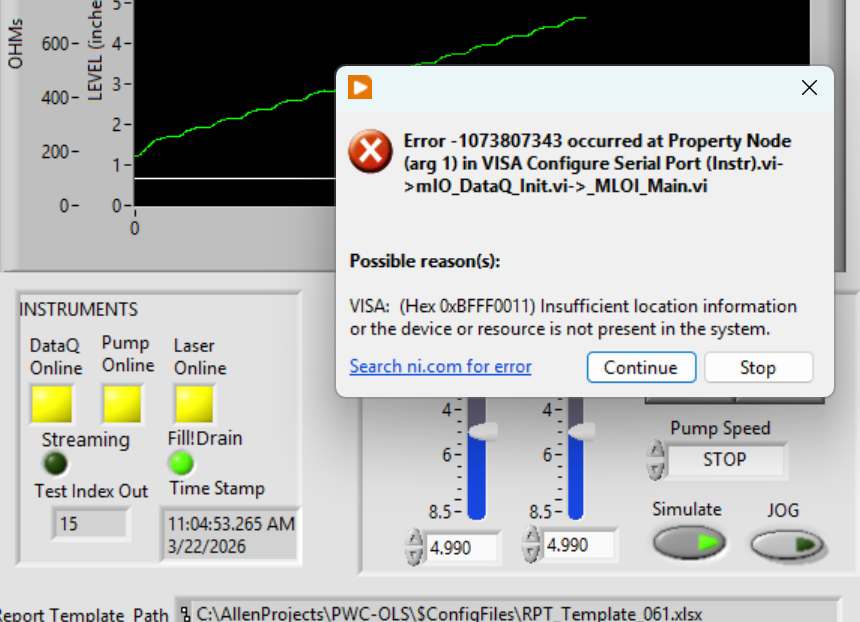 OHMs
LEVEL (inche
600-
400-
200-
0-
5-
4-
3-
2-
1-
0-
0
Error -1073807343 occurred at Property Node
(arg 1) in VISA Configure Serial Port (Instr).vi-
>mIO_DataQ_Init.vi->_MLOI_Main.vi
Possible reason(s):
VISA: (Hex 0xBFFF0011) Insufficient location information
or the device or resource is not present in the system.
Search ni.com for error
Continue
Stop
INSTRUMENTS
DataQ
Online
Pump
Online
Laser
Online
Streaming
Fill!Drain
Test Index Out
15
Time Stamp
11:04:53.265 AM
3/22/2026
4-
6-
8.5-
4.990
4-
6-
8.5-
4.990
Pump Speed
STOP
Simulate
JOG
Report Template Path
C:\AllenProjects\PWC-OLS\$ConfigFiles\RPT_Template_061.xlsx